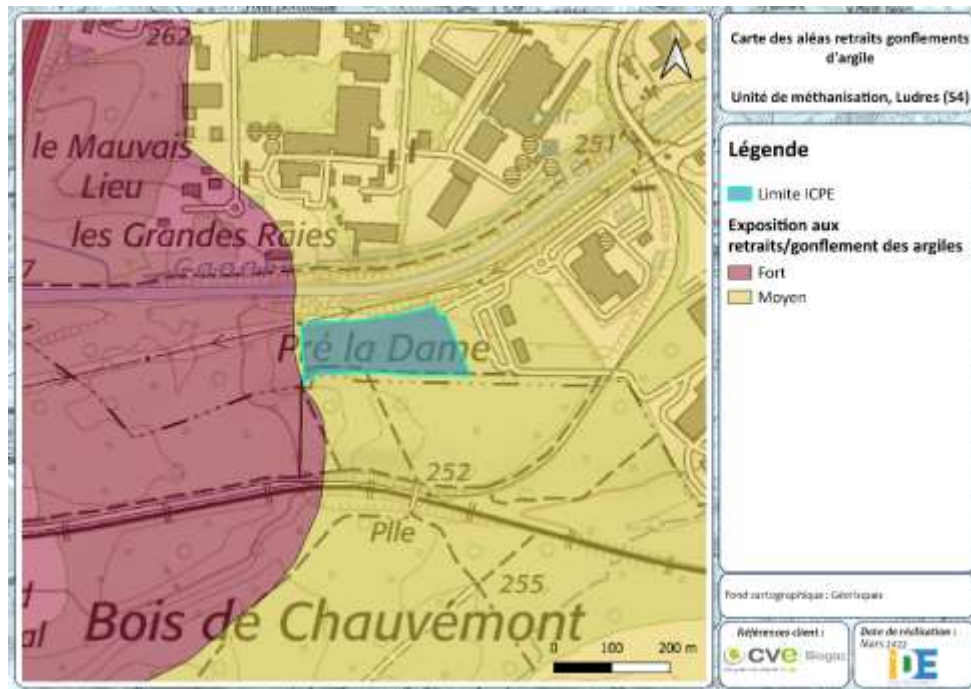 262
le Mauvais
Lieu
les Grandes Raies
251
Pré la Dame
252
Pile
255
Bois de Chauvémont
0 100 200 m
Carte des aléas retraits gonflements
d'argile
Unité de méthanisation, Ludres (54)
Légende
Limite ICPE
Exposition aux
retraits/gonflement des argiles
Fort
Moyen
Fond cartographique : Géorisques
Références client :
CVE Biogaz
Date de réalisation :
Mars 2022
IDE